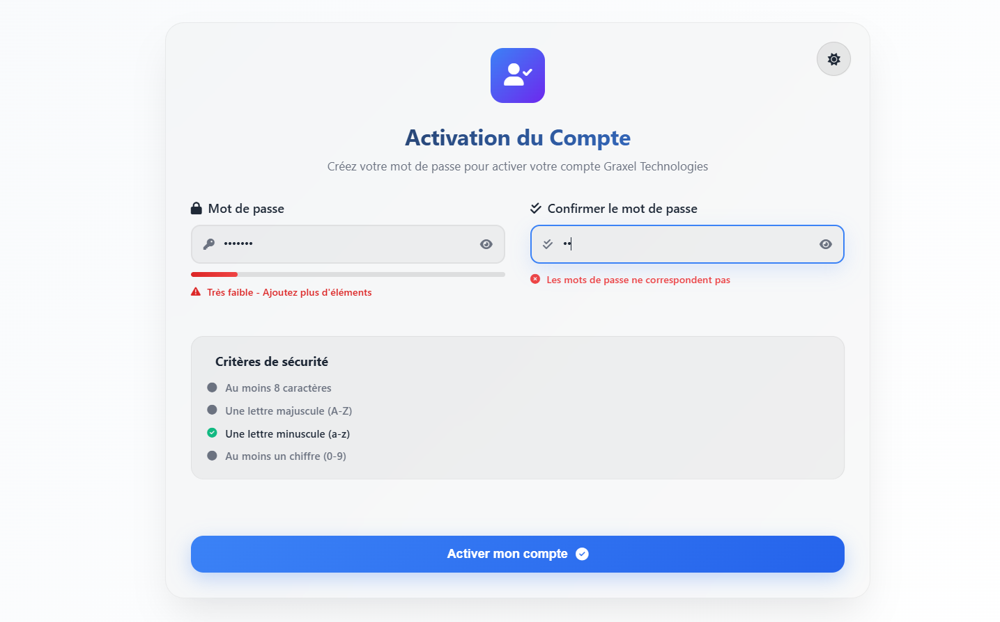 Activation du Compte
Créez votre mot de passe pour activer votre compte Graxel Technologies
Mot de passe
•••••••
Très faible - Ajoutez plus d'éléments
Confirmer le mot de passe
••
Les mots de passe ne correspondent pas
Critères de sécurité
Au moins 8 caractères
Une lettre majuscule (A-Z)
Une lettre minuscule (a-z)
Au moins un chiffre (0-9)
Activer mon compte